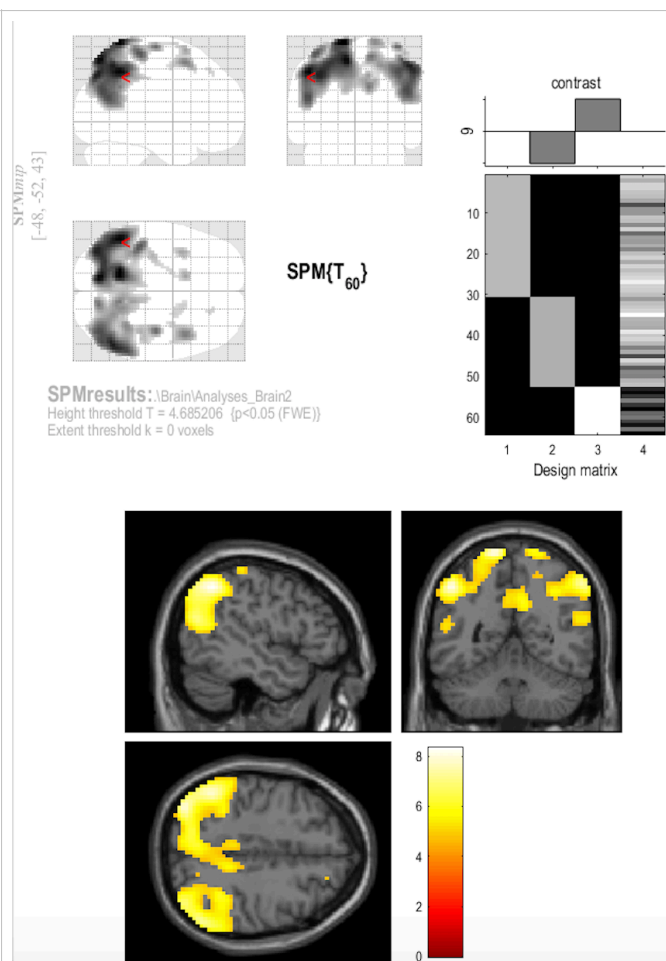 SPMmip
[-48, -52, 43]
SPM{T60}
SPMresults: .\Brain\Analyses_Brain2
Height threshold T = 4.685206 {p<0.05 (FWE)}
Extent threshold k = 0 voxels
contrast
9
10
20
30
40
50
60
1 2 3 4
Design matrix
8
6
4
2
0